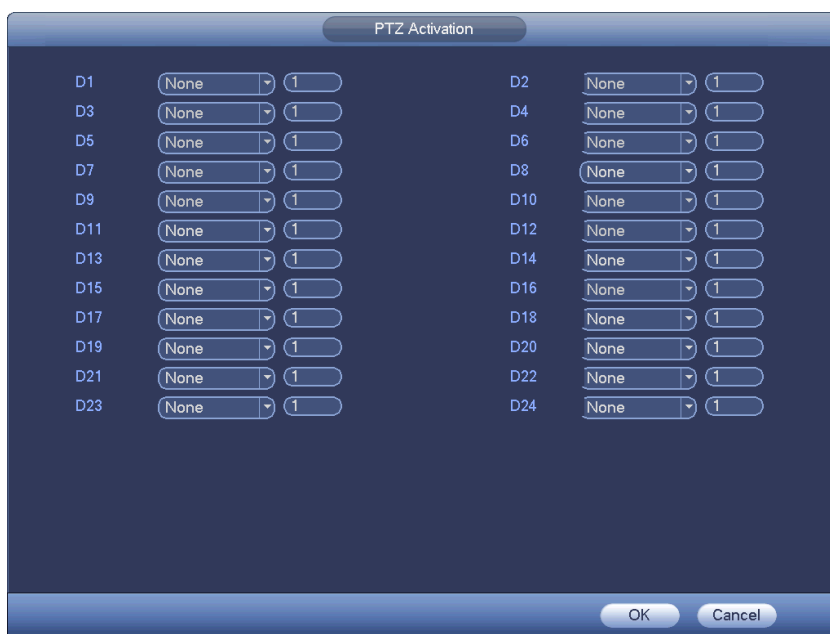 PTZ Activation
D1 None 1 D2 None 1
D3 None 1 D4 None 1
D5 None 1 D6 None 1
D7 None 1 D8 None 1
D9 None 1 D10 None 1
D11 None 1 D12 None 1
D13 None 1 D14 None 1
D15 None 1 D16 None 1
D17 None 1 D18 None 1
D19 None 1 D20 None 1
D21 None 1 D22 None 1
D23 None 1 D24 None 1
OK Cancel